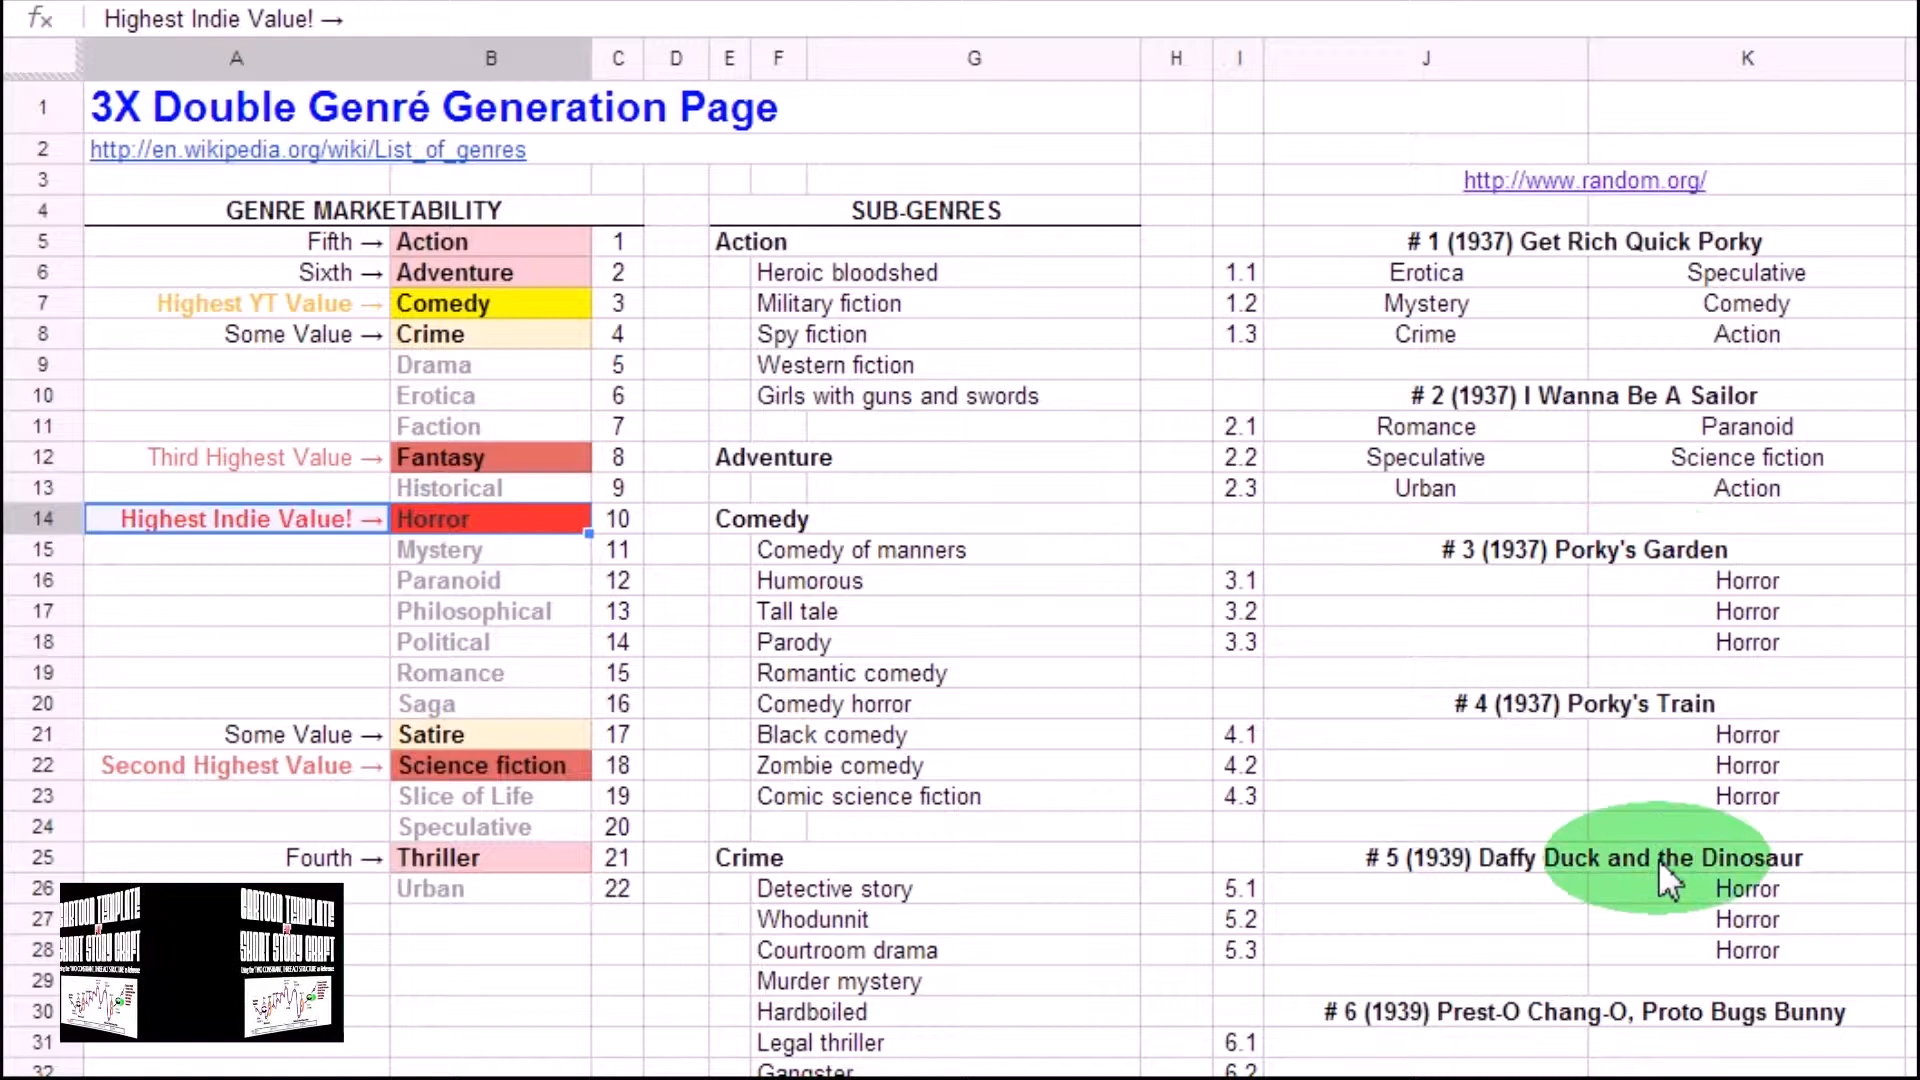 fx Highest Indie Value! →
A B C D E F G H I J K
1 3X Double Genré Generation Page
2 http://en.wikipedia.org/wiki/List_of_genres
3 http://www.random.org/
4 GENRE MARKETABILITY SUB-GENRES
5 Fifth → Action 1 Action # 1 (1937) Get Rich Quick Porky
6 Sixth → Adventure 2 Heroic bloodshed 1.1 Erotica Speculative
7 Highest YT Value → Comedy 3 Military fiction 1.2 Mystery Comedy
8 Some Value → Crime 4 Spy fiction 1.3 Crime Action
9 Drama 5 Western fiction
10 Erotica 6 Girls with guns and swords # 2 (1937) I Wanna Be A Sailor
11 Faction 7 2.1 Romance Paranoid
12 Third Highest Value → Fantasy 8 Adventure 2.2 Speculative Science fiction
13 Historical 9 2.3 Urban Action
14 Highest Indie Value! → Horror 10 Comedy
15 Mystery 11 Comedy of manners # 3 (1937) Porky's Garden
16 Paranoid 12 Humorous 3.1 Horror
17 Philosophical 13 Tall tale 3.2 Horror
18 Political 14 Parody 3.3 Horror
19 Romance 15 Romantic comedy
20 Saga 16 Comedy horror # 4 (1937) Porky's Train
21 Some Value → Satire 17 Black comedy 4.1 Horror
22 Second Highest Value → Science fiction 18 Zombie comedy 4.2 Horror
23 Slice of Life 19 Comic science fiction 4.3 Horror
24 Speculative 20
25 Fourth → Thriller 21 Crime # 5 (1939) Daffy Duck and the Dinosaur
26 Urban 22 Detective story 5.1 Horror
27 Whodunnit 5.2 Horror
28 Courtroom drama 5.3 Horror
29 Murder mystery
30 Hardboiled # 6 (1939) Prest-O Chang-O, Proto Bugs Bunny
31 Legal thriller 6.1
32 Gangster 6.2
CARTOON TEMPLATE
SHORT STORY CRAFT